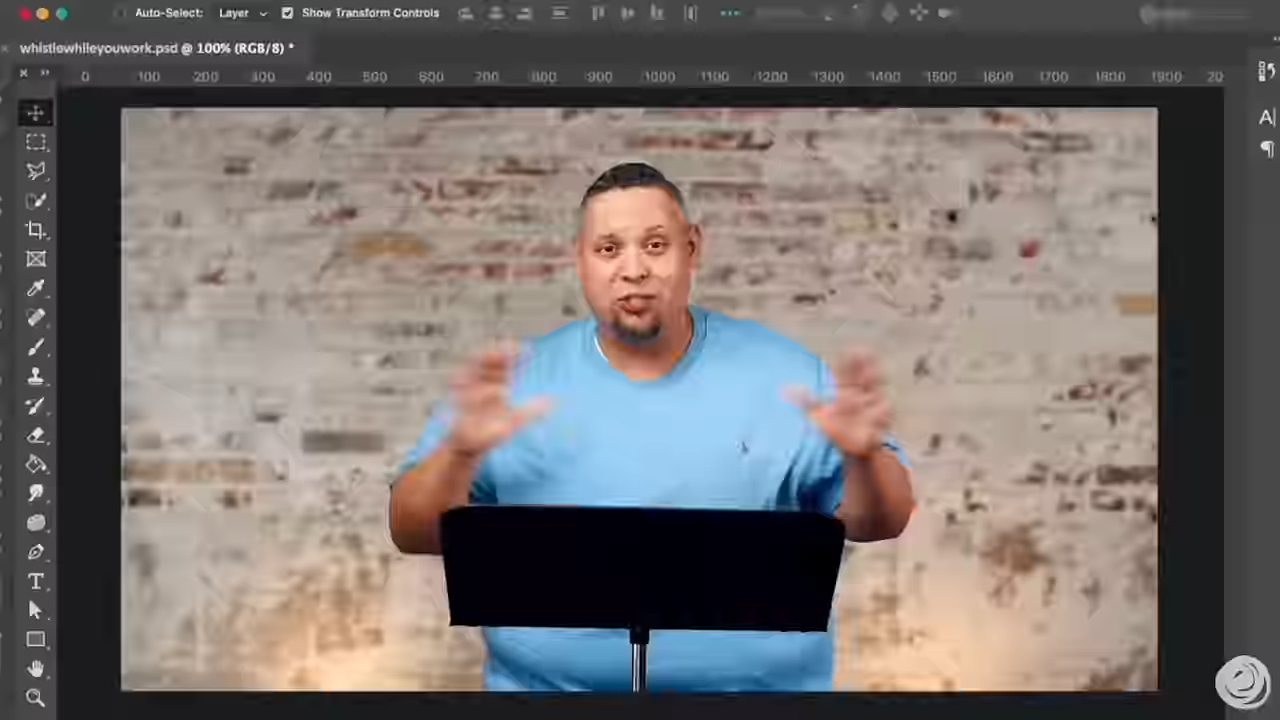 Auto-Select: Layer Show Transform Controls
whistlewhileyouwork.psd @ 100% (RGB/8) *
0 100 200 300 400 500 600 700 800 900 1000 1100 1200 1300 1400 1500 1600 1700 1800 1900 20